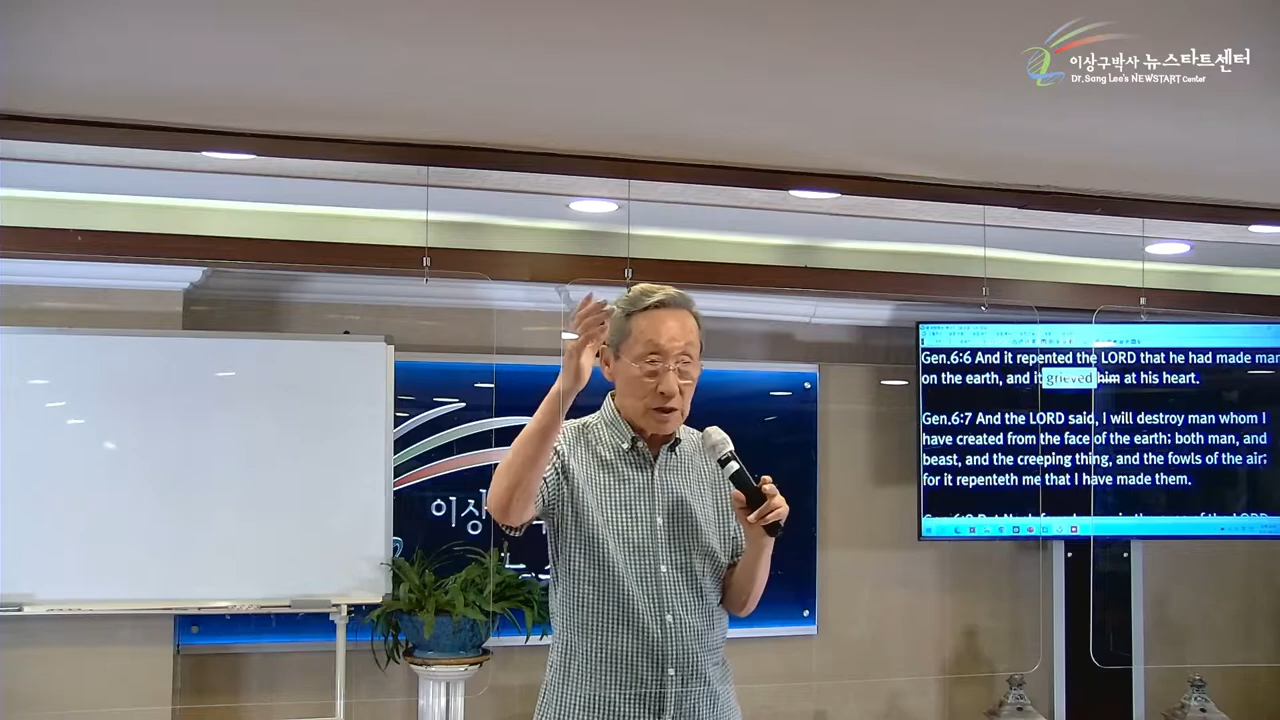 이상구박사 뉴스타트센터
Dr. Sang Lee's NEWSTART Center
이상
Gen.6:6 And it repented the LORD that he had made man
on the earth, and it grieved him at his heart.
Gen.6:7 And the LORD said, I will destroy man whom I
have created from the face of the earth; both man, and
beast, and the creeping thing, and the fowls of the air;
for it repenteth me that I have made them.